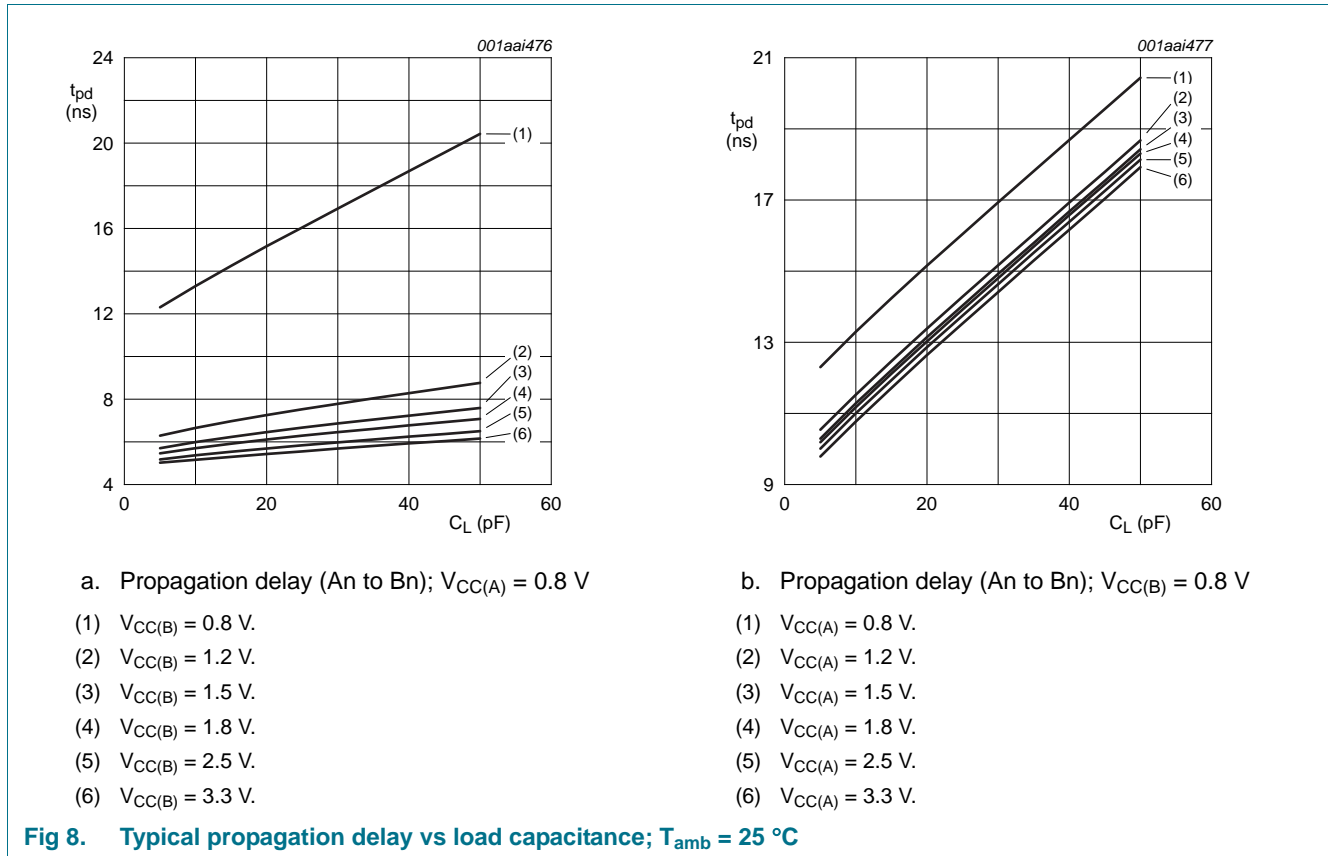 001aai476
24
t_pd
(ns)
20
16
12
8
4
(1)
(2)
(3)
(4)
(5)
(6)
0 20 40 60
C_L (pF)
001aai477
21
t_pd
(ns)
17
13
9
(1)
(2)
(3)
(4)
(5)
(6)
0 20 40 60
C_L (pF)
a. Propagation delay (An to Bn); V_CC(A) = 0.8 V
(1) V_CC(B) = 0.8 V.
(2) V_CC(B) = 1.2 V.
(3) V_CC(B) = 1.5 V.
(4) V_CC(B) = 1.8 V.
(5) V_CC(B) = 2.5 V.
(6) V_CC(B) = 3.3 V.
b. Propagation delay (An to Bn); V_CC(B) = 0.8 V
(1) V_CC(A) = 0.8 V.
(2) V_CC(A) = 1.2 V.
(3) V_CC(A) = 1.5 V.
(4) V_CC(A) = 1.8 V.
(5) V_CC(A) = 2.5 V.
(6) V_CC(A) = 3.3 V.
Fig 8. Typical propagation delay vs load capacitance; T_amb = 25 °C